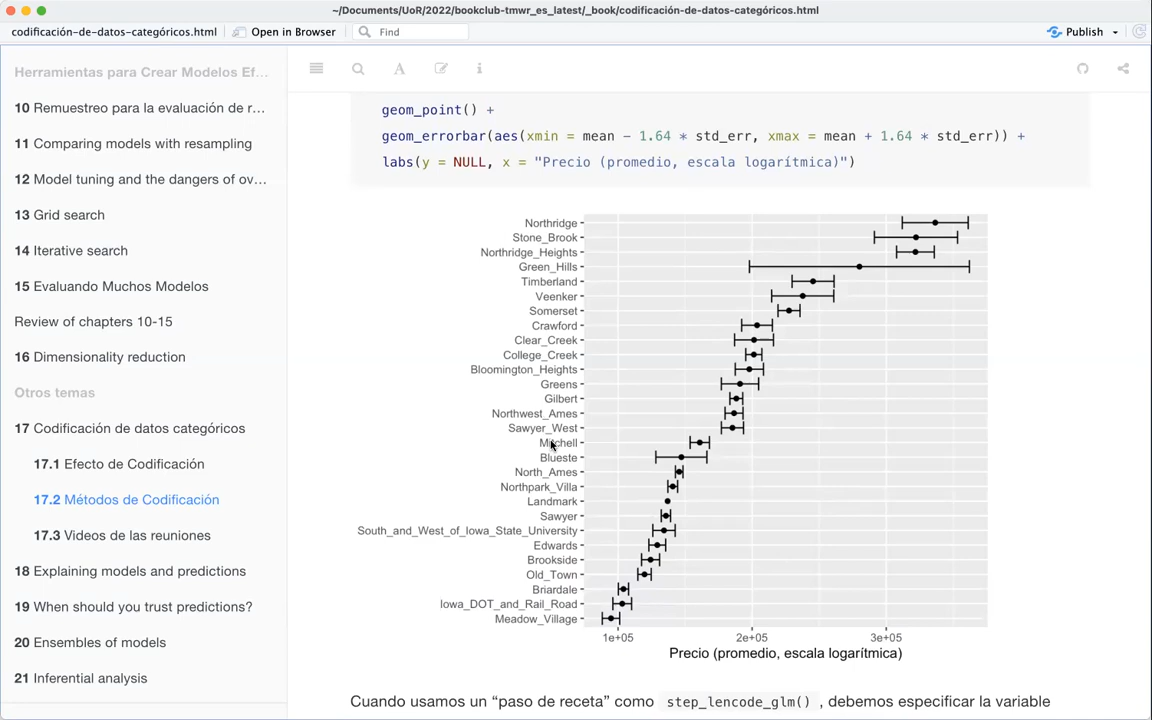 ~/Documents/UoR/2022/bookclub-tmwr_es_latest/_book/codificación-de-datos-categóricos.html
codificación-de-datos-categóricos.html
Open in Browser
Find
Publish
Herramientas para Crear Modelos Ef…
10 Remuestreo para la evaluación de r…
11 Comparing models with resampling
12 Model tuning and the dangers of ov…
13 Grid search
14 Iterative search
15 Evaluando Muchos Modelos
Review of chapters 10-15
16 Dimensionality reduction
Otros temas
17 Codificación de datos categóricos
17.1 Efecto de Codificación
17.2 Métodos de Codificación
17.3 Videos de las reuniones
18 Explaining models and predictions
19 When should you trust predictions?
20 Ensembles of models
21 Inferential analysis
geom_point() +
geom_errorbar(aes(xmin = mean - 1.64 * std_err, xmax = mean + 1.64 * std_err)) +
labs(y = NULL, x = "Precio (promedio, escala logarítmica)")
Northridge
Stone_Brook
Northridge_Heights
Green_Hills
Timberland
Veenker
Somerset
Crawford
Clear_Creek
College_Creek
Bloomington_Heights
Greens
Gilbert
Northwest_Ames
Sawyer_West
Mitchell
Blueste
North_Ames
Northpark_Villa
Landmark
Sawyer
South_and_West_of_Iowa_State_University
Edwards
Brookside
Old_Town
Briardale
Iowa_DOT_and_Rail_Road
Meadow_Village
1e+05 2e+05 3e+05
Precio (promedio, escala logarítmica)
Cuando usamos un “paso de receta” como step_lencode_glm() , debemos especificar la variable